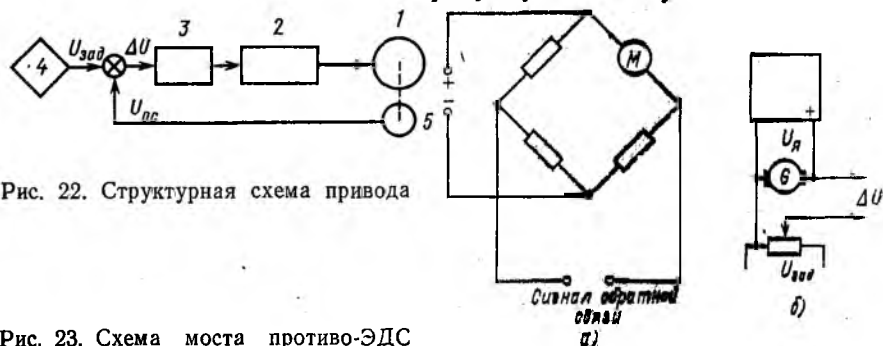 1
3
2
4
Uзад
ΔU
Uос
5
+
−
М
+
Uя
G
ΔU
Uзад
Рис. 22. Структурная схема привода
Сигнал обратной
связи
а)
б)
Рис. 23. Схема моста противо-ЭДС